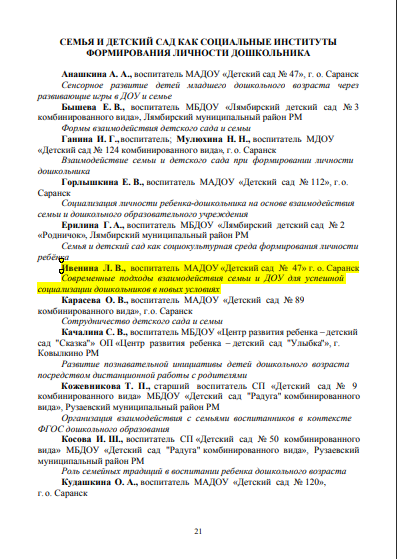 СЕМЬЯ И ДЕТСКИЙ САД КАК СОЦИАЛЬНЫЕ ИНСТИТУТЫ
ФОРМИРОВАНИЯ ЛИЧНОСТИ ДОШКОЛЬНИКА
Анашкина А. А., воспитатель МАДОУ «Детский сад № 47», г. о. Саранск
Сенсорное развитие детей младшего дошкольного возраста через
развивающие игры в ДОУ и семье
Бышева Е. В., воспитатель МБДОУ «Лямбирский детский сад № 3
комбинированного вида», Лямбирский муниципальный район РМ
Формы взаимодействия детского сада и семьи
Ганина И. Г., воспитатель; Мулюхина Н. Н., воспитатель МДОУ
«Детский сад № 124 комбинированного вида», г. о. Саранск
Взаимодействие семьи и детского сада при формировании личности
дошкольника
Горлышкина Е. В., воспитатель МАДОУ «Детский сад № 112», г. о.
Саранск
Социализация личности ребенка-дошкольника на основе взаимодействия
семьи и дошкольного образовательного учреждения
Ерилина Г. А., воспитатель МБДОУ «Лямбирский детский сад № 2
«Родничок», Лямбирский муниципальный район РМ
Семья и детский сад как социокультурная среда формирования личности
ребёнка
Ивенина Л. В., воспитатель МАДОУ «Детский сад № 47» г. о. Саранск
Современные подходы взаимодействия семьи и ДОУ для успешной
социализации дошкольников в новых условиях
Карасева О. В., воспитатель МАДОУ «Детский сад № 89
комбинированного вида», г.о. Саранск
Сотрудничество детского сада и семьи
Качалина С. В., воспитатель МБДОУ «Центр развития ребенка – детский
сад "Сказка"» ОП «Центр развития ребенка – детский сад "Улыбка"», г.
Ковылкино РМ
Развитие познавательной инициативы детей дошкольного возраста
посредством дистанционной работы с родителями
Кожевникова Т. П., старший воспитатель СП «Детский сад № 9
комбинированного вида» МБДОУ «Детский сад "Радуга" комбинированного
вида», Рузаевский муниципальный район РМ
Организация взаимодействия с семьями воспитанников в контексте
ФГОС дошкольного образования
Косова И. Ш., воспитатель СП «Детский сад № 50 комбинированного
вида» МБДОУ «Детский сад "Радуга" комбинированного вида», Рузаевский
муниципальный район РМ
Роль семейных традиций в воспитании ребенка дошкольного возраста
Кудашкина О. А., воспитатель МАДОУ «Детский сад № 120»,
г. о. Саранск
21